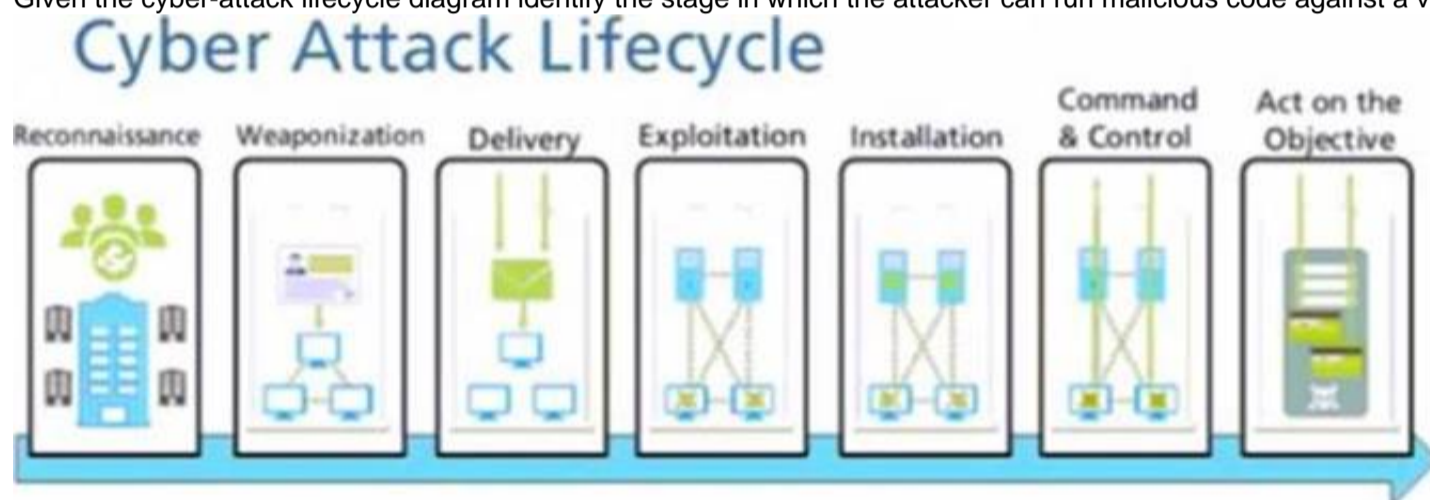 Given the cyber-attack lifecycle diagram identify the stage in which the attacker can run malicious code against a
Cyber Attack Lifecycle
Reconnaissance
Weaponization
Delivery
Exploitation
Installation
Command
& Control
Act on the
Objective